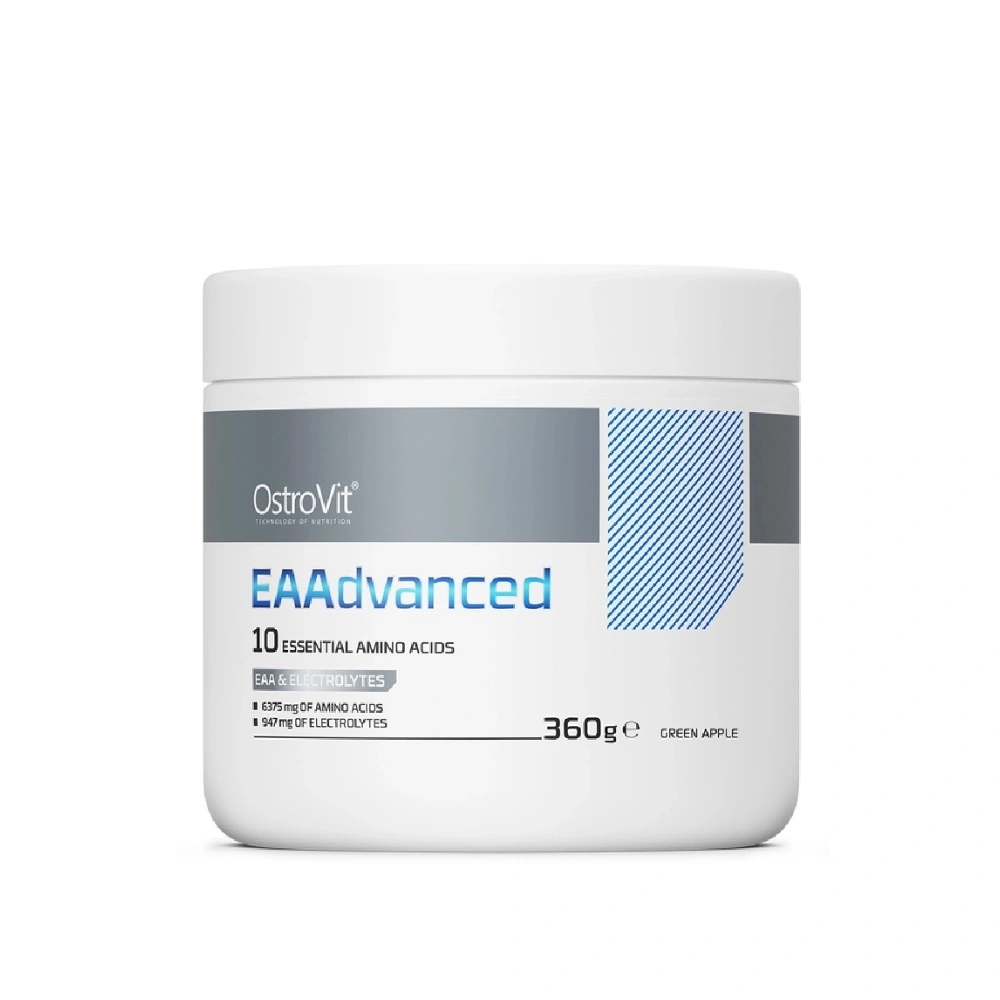 OstroVit®
TECHNOLOGY OF NUTRITION
EAAdvanced
10 ESSENTIAL AMINO ACIDS
EAA & ELECTROLYTES
6375 mg OF AMINO ACIDS
947 mg OF ELECTROLYTES
360g ℮ GREEN APPLE